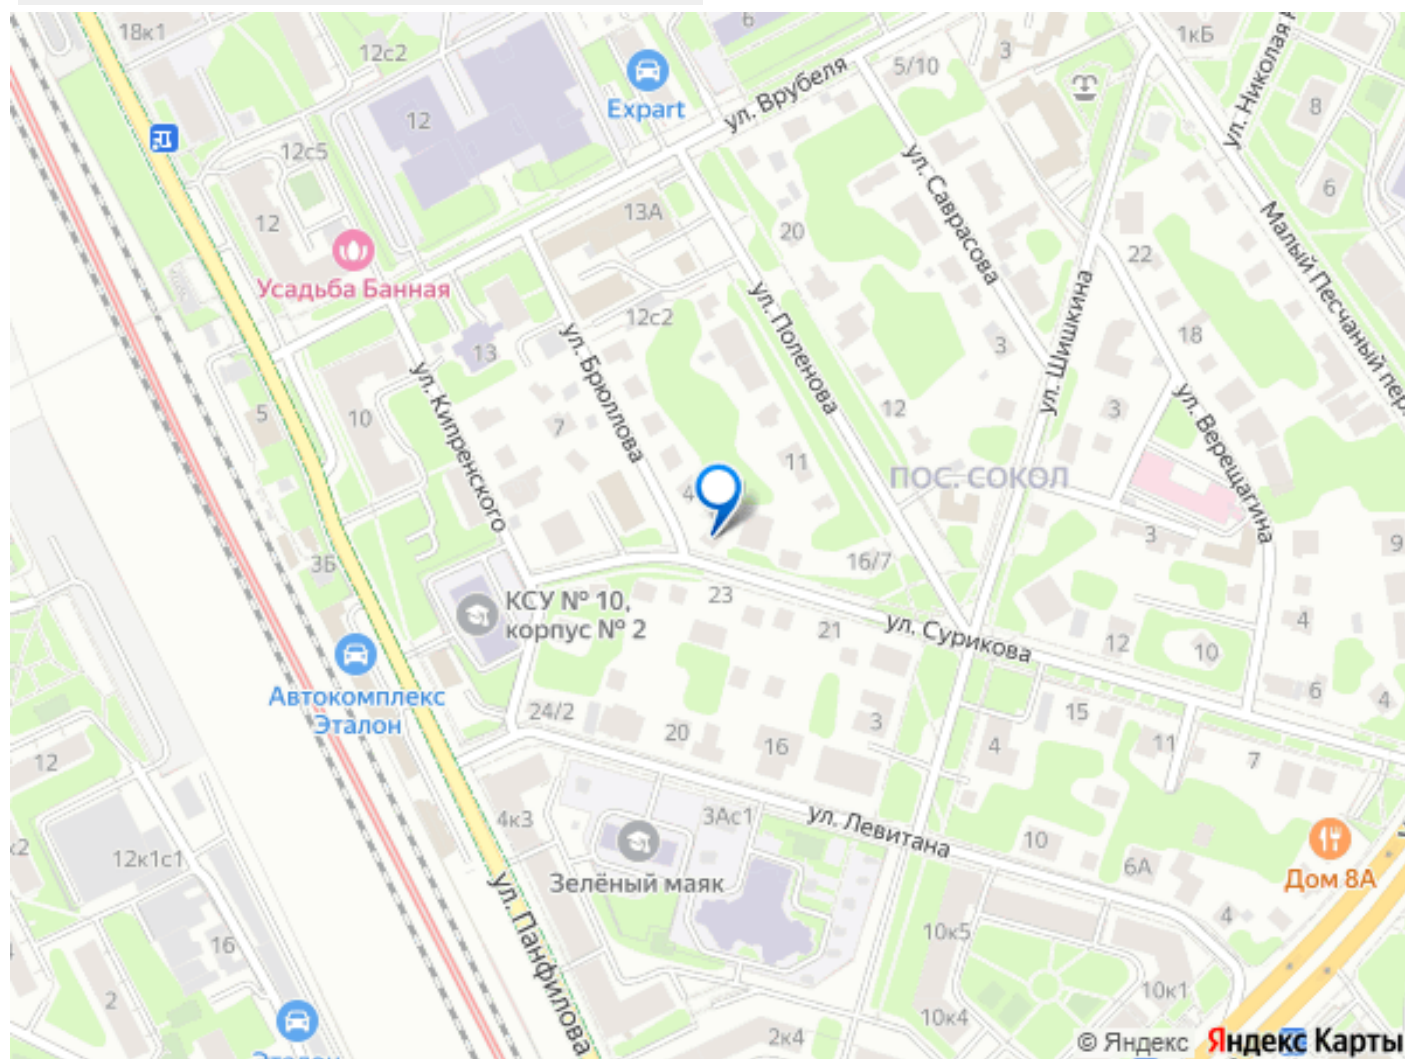 18к1
12с2
6
1кБ
ул. Николая
3
5/10
Expart
8
12
ул. Врубеля
12с5
6
ул. Саврасова
12
13А
20
22
Малый Песчаный пер.
Усадьба Банная
12с2
ул. Поленова
18
13
ул. Брюллова
3
ул. Шишкина
ул. Кипренского
5
10
12
3
7
ул. Верещагина
11
ПОС. СОКОЛ
4
3
9
3Б
16/7
КСУ № 10,
корпус № 2
23
21
ул. Сурикова
4
12
10
Автокомплекс
Эталон
6
4
24/2
20
16
3
4
15
11
7
12
4к3
3Ас1
ул. Левитана
10
6А
12к1с1
Зелёный маяк
Дом 8А
ул. Панфилова
4
10к5
16
2
10к1
10к4
2к4
Эталон
© Яндекс Яндекс Карты